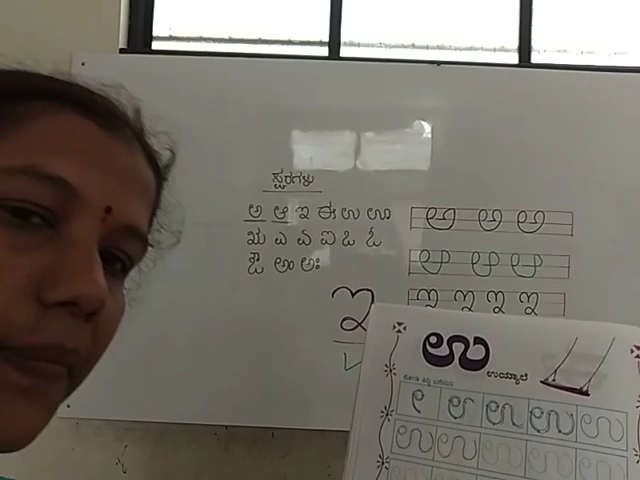 ಸ್ವರಗಳು
ಅ ಆ ಇ ಈ ಉ ಊ
ಋ ಎ ಏ ಐ ಒ ಓ
ಔ ಅಂ ಅಃ
ಅ ಅ ಅ
ಆ ಆ ಆ
ಇ ಇ ಇ ಇ
ಇ
ಉ
ಉಯ್ಯಾಲೆ
ಉ ಉ
ಉ ಉ